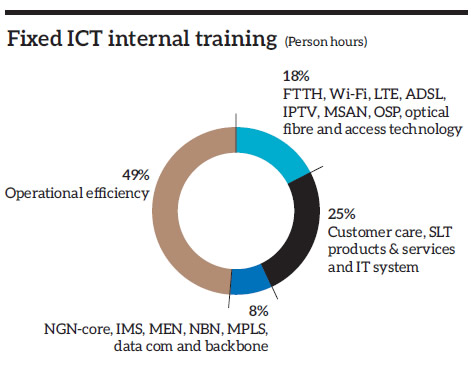 Fixed ICT internal training (Person hours)
18%
FTTH, Wi-Fi, LTE, ADSL,
IPTV, MSAN, OSP, optical
fibre and access technology
49%
Operational efficiency
25%
Customer care, SLT
products & services
and IT system
8%
NGN-core, IMS, MEN, NBN, MPLS,
data com and backbone